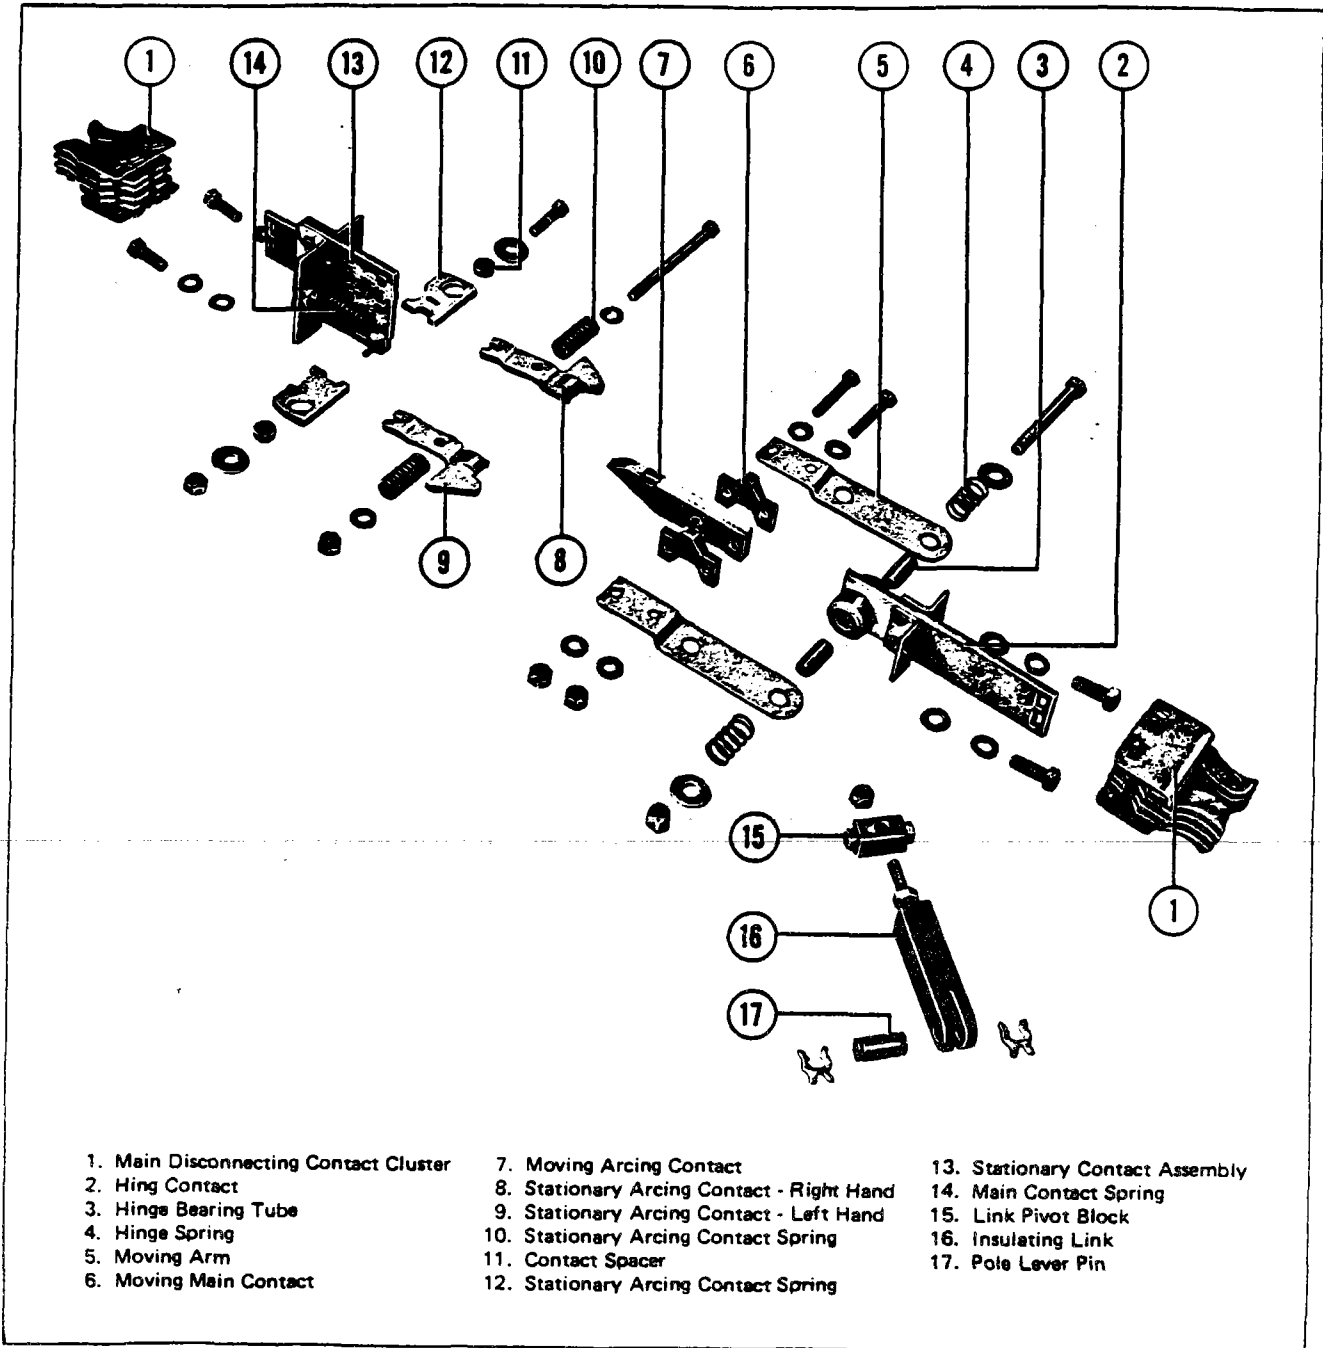 1 14 13 12 11 10 7 6 5 4 3 2
9 8
15
1
16
17
1. Main Disconnecting Contact Cluster
2. Hing Contact
3. Hinge Bearing Tube
4. Hinge Spring
5. Moving Arm
6. Moving Main Contact
7. Moving Arcing Contact
8. Stationary Arcing Contact - Right Hand
9. Stationary Arcing Contact - Left Hand
10. Stationary Arcing Contact Spring
11. Contact Spacer
12. Stationary Arcing Contact Spring
13. Stationary Contact Assembly
14. Main Contact Spring
15. Link Pivot Block
16. Insulating Link
17. Pole Lever Pin